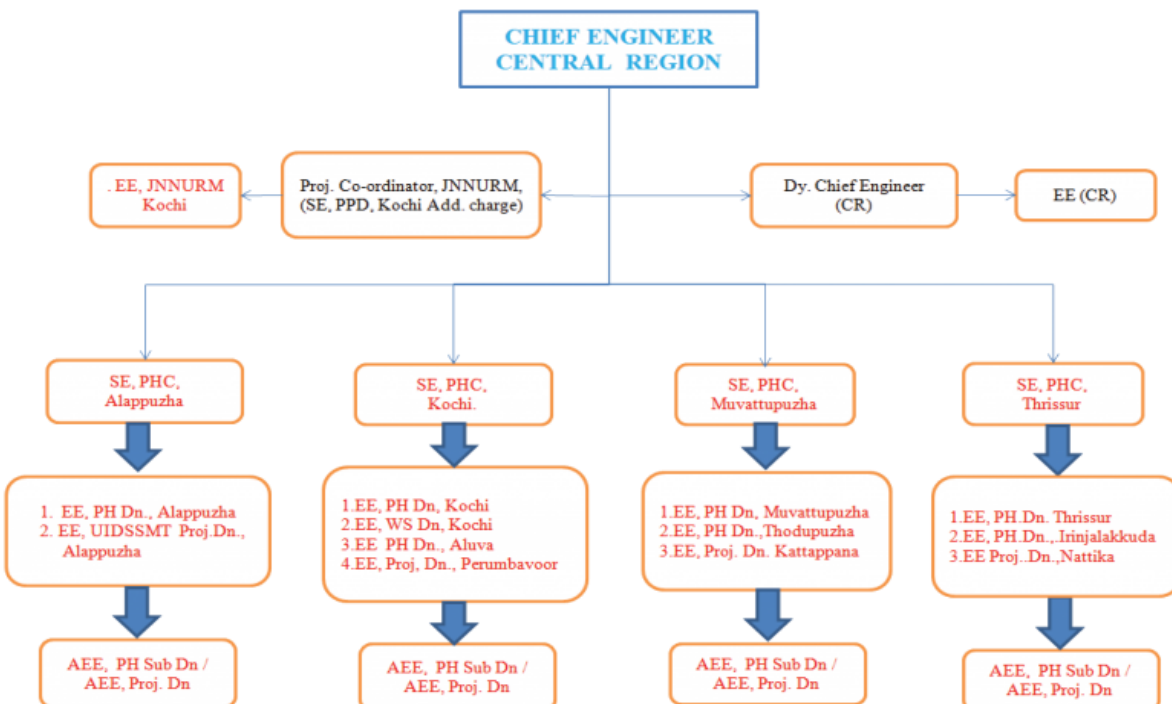 CHIEF ENGINEER
CENTRAL REGION
. EE, JNNURM
Kochi
Proj. Co-ordinator, JNNURM,
(SE, PPD, Kochi Add. charge)
Dy. Chief Engineer
(CR)
EE (CR)
SE, PHC,
Alappuzha
SE, PHC,
Kochi.
SE, PHC,
Muvattupuzha
SE, PHC,
Thrissur
1. EE, PH Dn., Alappuzha
2. EE, UIDSSMT Proj.Dn.,
Alappuzha
1.EE, PH Dn, Kochi
2.EE, WS Dn, Kochi
3.EE PH Dn., Aluva
4.EE, Proj, Dn., Perumbavoor
1.EE, PH Dn, Muvattupuzha
2.EE, PH Dn.,Thodupuzha
3.EE, Proj. Dn. Kattappana
1.EE, PH.Dn. Thrissur
2.EE, PH.Dn.,.Irinjalakkuda
3.EE Proj..Dn.,Nattika
AEE, PH Sub Dn /
AEE, Proj. Dn
AEE, PH Sub Dn /
AEE, Proj. Dn
AEE, PH Sub Dn /
AEE, Proj. Dn
AEE, PH Sub Dn /
AEE, Proj. Dn